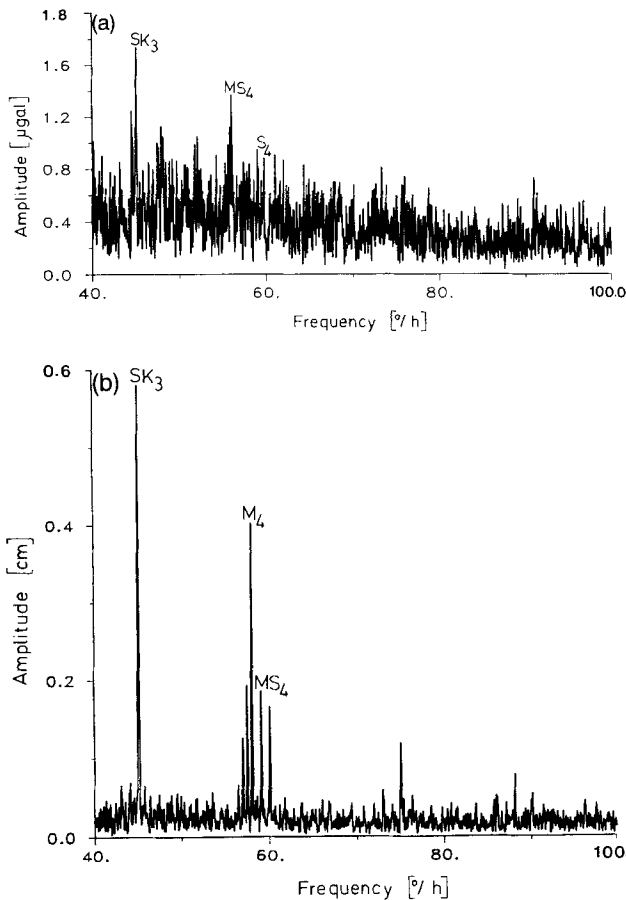 (a)
SK₃
MS₄
S₄
1.8
1.6
1.2
0.8
0.4
0.0
Amplitude [µgal]
40.
60.
80.
100.0
Frequency [°/h]
(b)
SK₃
M₄
MS₄
0.6
0.4
0.2
0.0
Amplitude [cm]
40.
60.
80.
100
Frequency [°/h]